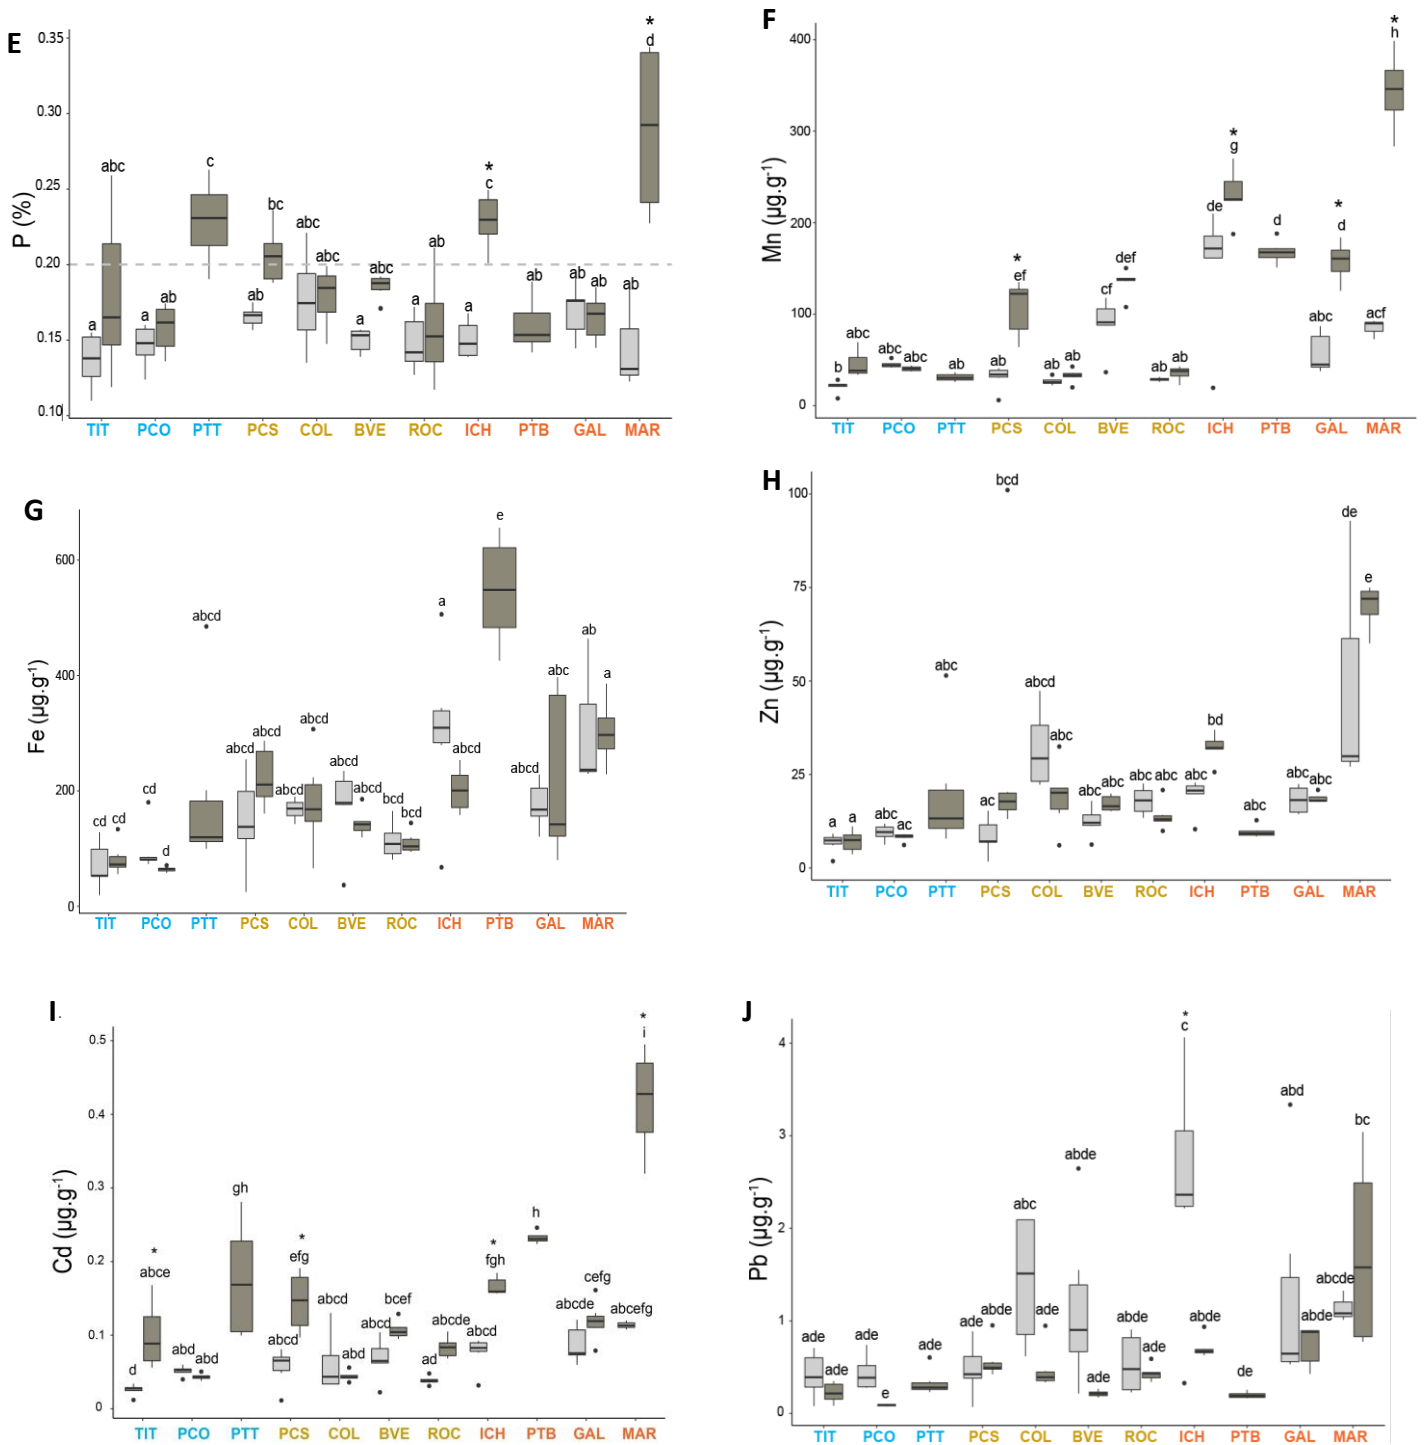 E
P (%)
0.35
0.30
0.25
0.20
0.15
0.10
a
abc
a
ab
c
ab
bc
abc
abc
a
abc
a
ab
a
*
c
ab
ab
ab
ab
*
d
TIT PCO PTT PCS COL BVE ROC ICH PTB GAL MAR
F
Mn (µg.g⁻¹)
400
300
200
100
0
b
abc
abc
abc
ab
ab
*
ef
ab
ab
cf
def
ab
ab
de
*
g
d
abc
*
d
acf
*
h
TIT PCO PTT PCS COL BVE ROC ICH PTB GAL MAR
G
Fe (µg.g⁻¹)
600
400
200
0
cd
cd
cd
d
abcd
abcd
abcd
abcd
abcd
abcd
abcd
bcd
bcd
a
abcd
e
abcd
abc
ab
a
TIT PCO PTT PCS COL BVE ROC ICH PTB GAL MAR
H
Zn (µg.g⁻¹)
100
75
50
25
0
a
a
abc
ac
abc
ac
bcd
abcd
abc
abc
abc
abc
abc
abc
bd
abc
abc
abc
de
e
TIT PCO PTT PCS COL BVE ROC ICH PTB GAL MAR
I
Cd (µg.g⁻¹)
0.5
0.4
0.3
0.2
0.1
0
d
*
abce
abd
abd
gh
abcd
*
efg
abcd
abd
abcd
bcef
ad
abcde
abcd
*
fgh
h
abcde
cefg
abcefg
*
i
TIT PCO PTT PCS COL BVE ROC ICH PTB GAL MAR
J
Pb (µg.g⁻¹)
4
3
2
1
0
ade
ade
ade
e
ade
ade
abde
abc
ade
abde
ade
abde
ade
*
c
abde
de
abd
abde
abcde
bc
TIT PCO PTT PCS COL BVE ROC ICH PTB GAL MAR